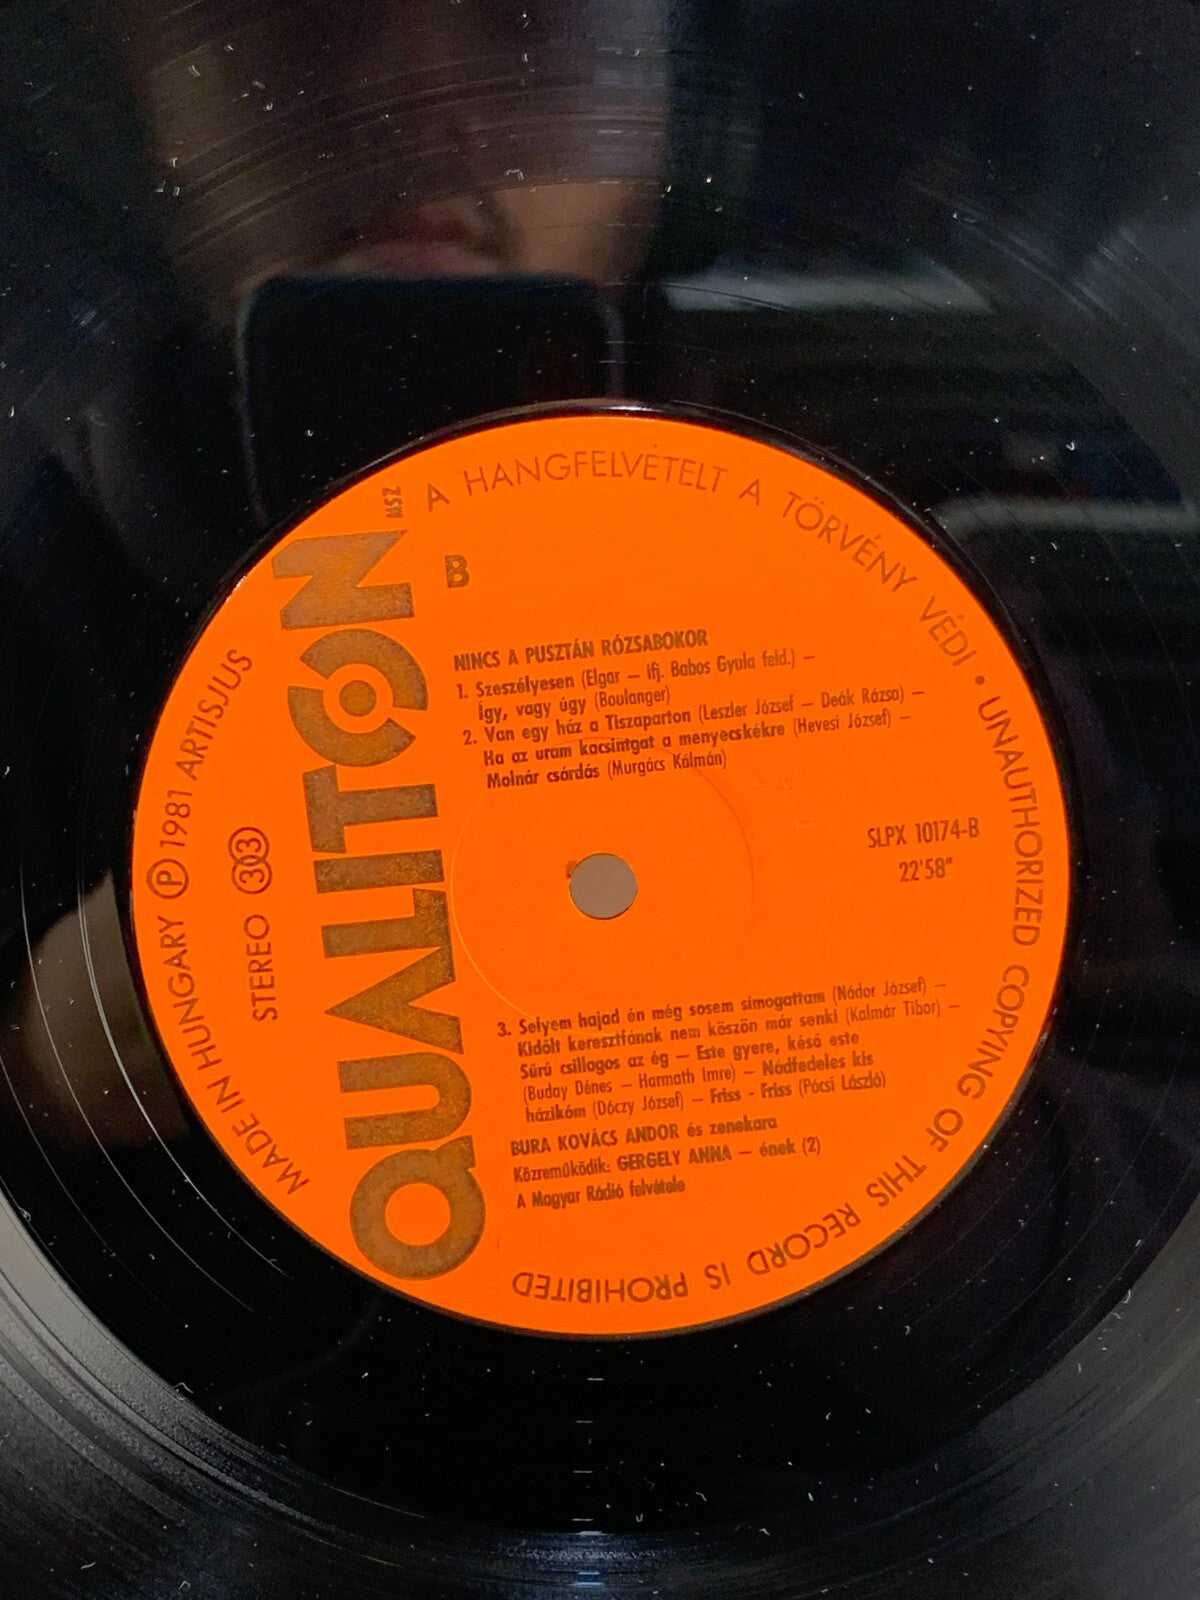 A HANGFELVÉTELT A TÖRVÉNY VÉDI • UNAUTHORIZED COPYING OF THIS RECORD IS PROHIBITED
MADE IN HUNGARY Ⓟ 1981 ARTISJUS
STEREO 33
QUALITON
MSZ
B
NINCS A PUSZTÁN RÓZSABOKOR
1. Szeszélyesen (Elgar – ifj. Babos Gyula feld.) –
Így, vagy úgy (Boulanger)
2. Van egy ház a Tiszaparton (Leszler József – Deák Rózsa) –
Ha az uram kacsintgat a menyecskékre (Hevesi József) –
Molnár csárdás (Murgács Kálmán)
SLPX 10174-B
22'58"
3. Selyem hajad én még sosem simogattam (Nádor József) –
Kidőlt keresztfának nem köszön már senki (Kalmár Tibor) –
Sűrű csillagos az ég – Este gyere, késő este
(Buday Dénes – Harmath Imre) – Nádfedeles kis
házikóm (Dóczy József) – Friss - Friss (Pócsi László)
BURA KOVÁCS ANDOR és zenekara
Közreműködik: GERGELY ANNA – ének (2)
A Magyar Rádió felvétele